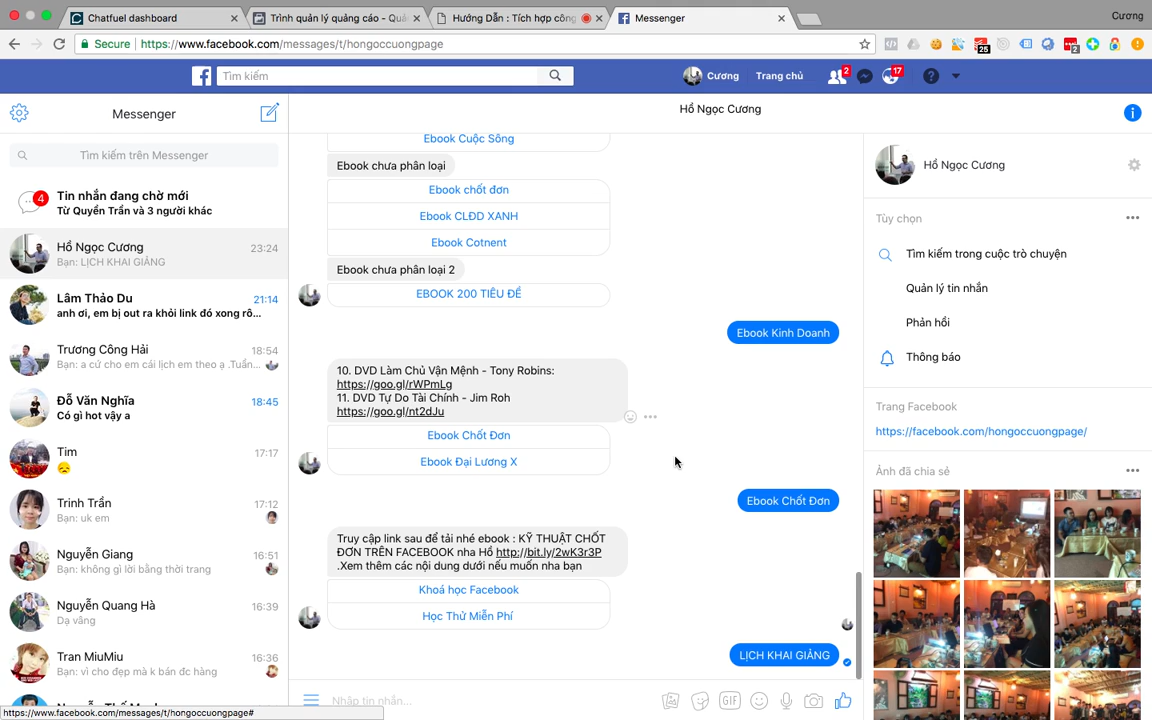 Chatfuel dashboard
Trình quản lý quảng cáo - Quả
Hướng Dẫn : Tích hợp công
Messenger
Cương
Secure
https://www.facebook.com/messages/t/hongoccuongpage
25
2
Tìm kiếm
Cương
Trang chủ
2
17
Messenger
Hồ Ngọc Cương
Tìm kiếm trên Messenger
4
Tin nhắn đang chờ mới
Từ Quyền Trần và 3 người khác
Hồ Ngọc Cương
23:24
Bạn: LỊCH KHAI GIẢNG
Lâm Thảo Du
21:14
anh ơi, em bị out ra khỏi link đó xong rô...
Trương Công Hải
18:54
Bạn: a cứ cho em cái lịch em theo ạ .Tuần...
Đỗ Văn Nghĩa
18:45
Có gì hot vậy a
Tim
17:17
Trinh Trần
17:12
Bạn: uk em
Nguyễn Giang
16:51
Bạn: không gì lời bằng thời trang
Nguyễn Quang Hà
16:39
Dạ vâng
Tran MiuMiu
16:36
Bạn: vì cho đẹp mà k bán đc hàng
https://www.facebook.com/messages/t/hongoccuongpage#
Ebook Cuộc Sông
Ebook chưa phân loại
Ebook chốt đơn
Ebook CLĐD XANH
Ebook Cotnent
Ebook chưa phân loại 2
EBOOK 200 TIÊU ĐỀ
Ebook Kinh Doanh
10. DVD Làm Chủ Vận Mệnh - Tony Robins:
https://goo.gl/rWPmLg
11. DVD Tự Do Tài Chính - Jim Roh
https://goo.gl/nt2dJu
Ebook Chốt Đơn
Ebook Đại Lương X
Ebook Chốt Đơn
Truy cập link sau để tải nhé ebook : KỸ THUẬT CHỐT
ĐƠN TRÊN FACEBOOK nha Hồ http://bit.ly/2wK3r3P
.Xem thêm các nội dung dưới nếu muốn nha bạn
Khoá học Facebook
Học Thử Miễn Phí
LỊCH KHAI GIẢNG
Nhập tin nhắn...
GIF
Hồ Ngọc Cương
Tùy chọn
Tìm kiếm trong cuộc trò chuyện
Quản lý tin nhắn
Phản hồi
Thông báo
Trang Facebook
https://facebook.com/hongoccuongpage/
Ảnh đã chia sẻ